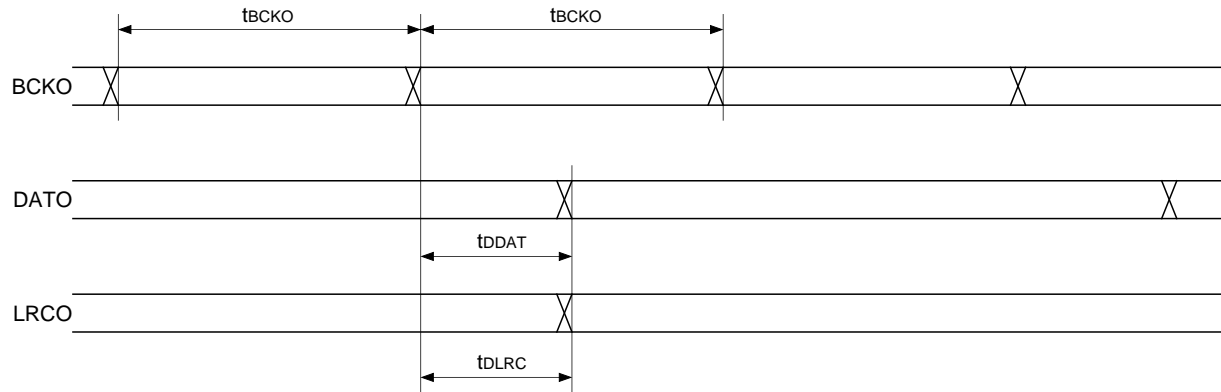 tBCKO tBCKO
BCKO
DATO
tDDAT
LRCO
tDLRC